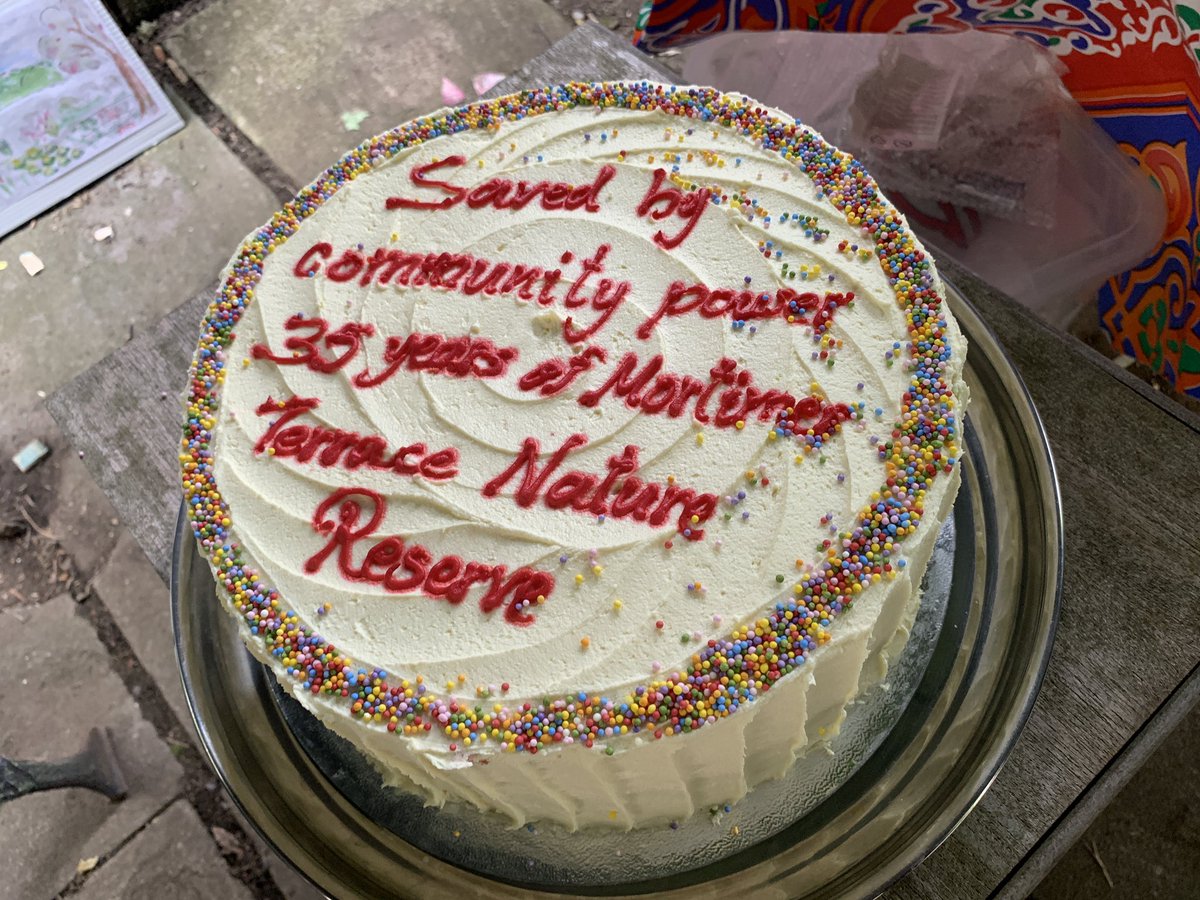 Saved by
community power
35 years of Mortimer
Terrace Nature
Reserve